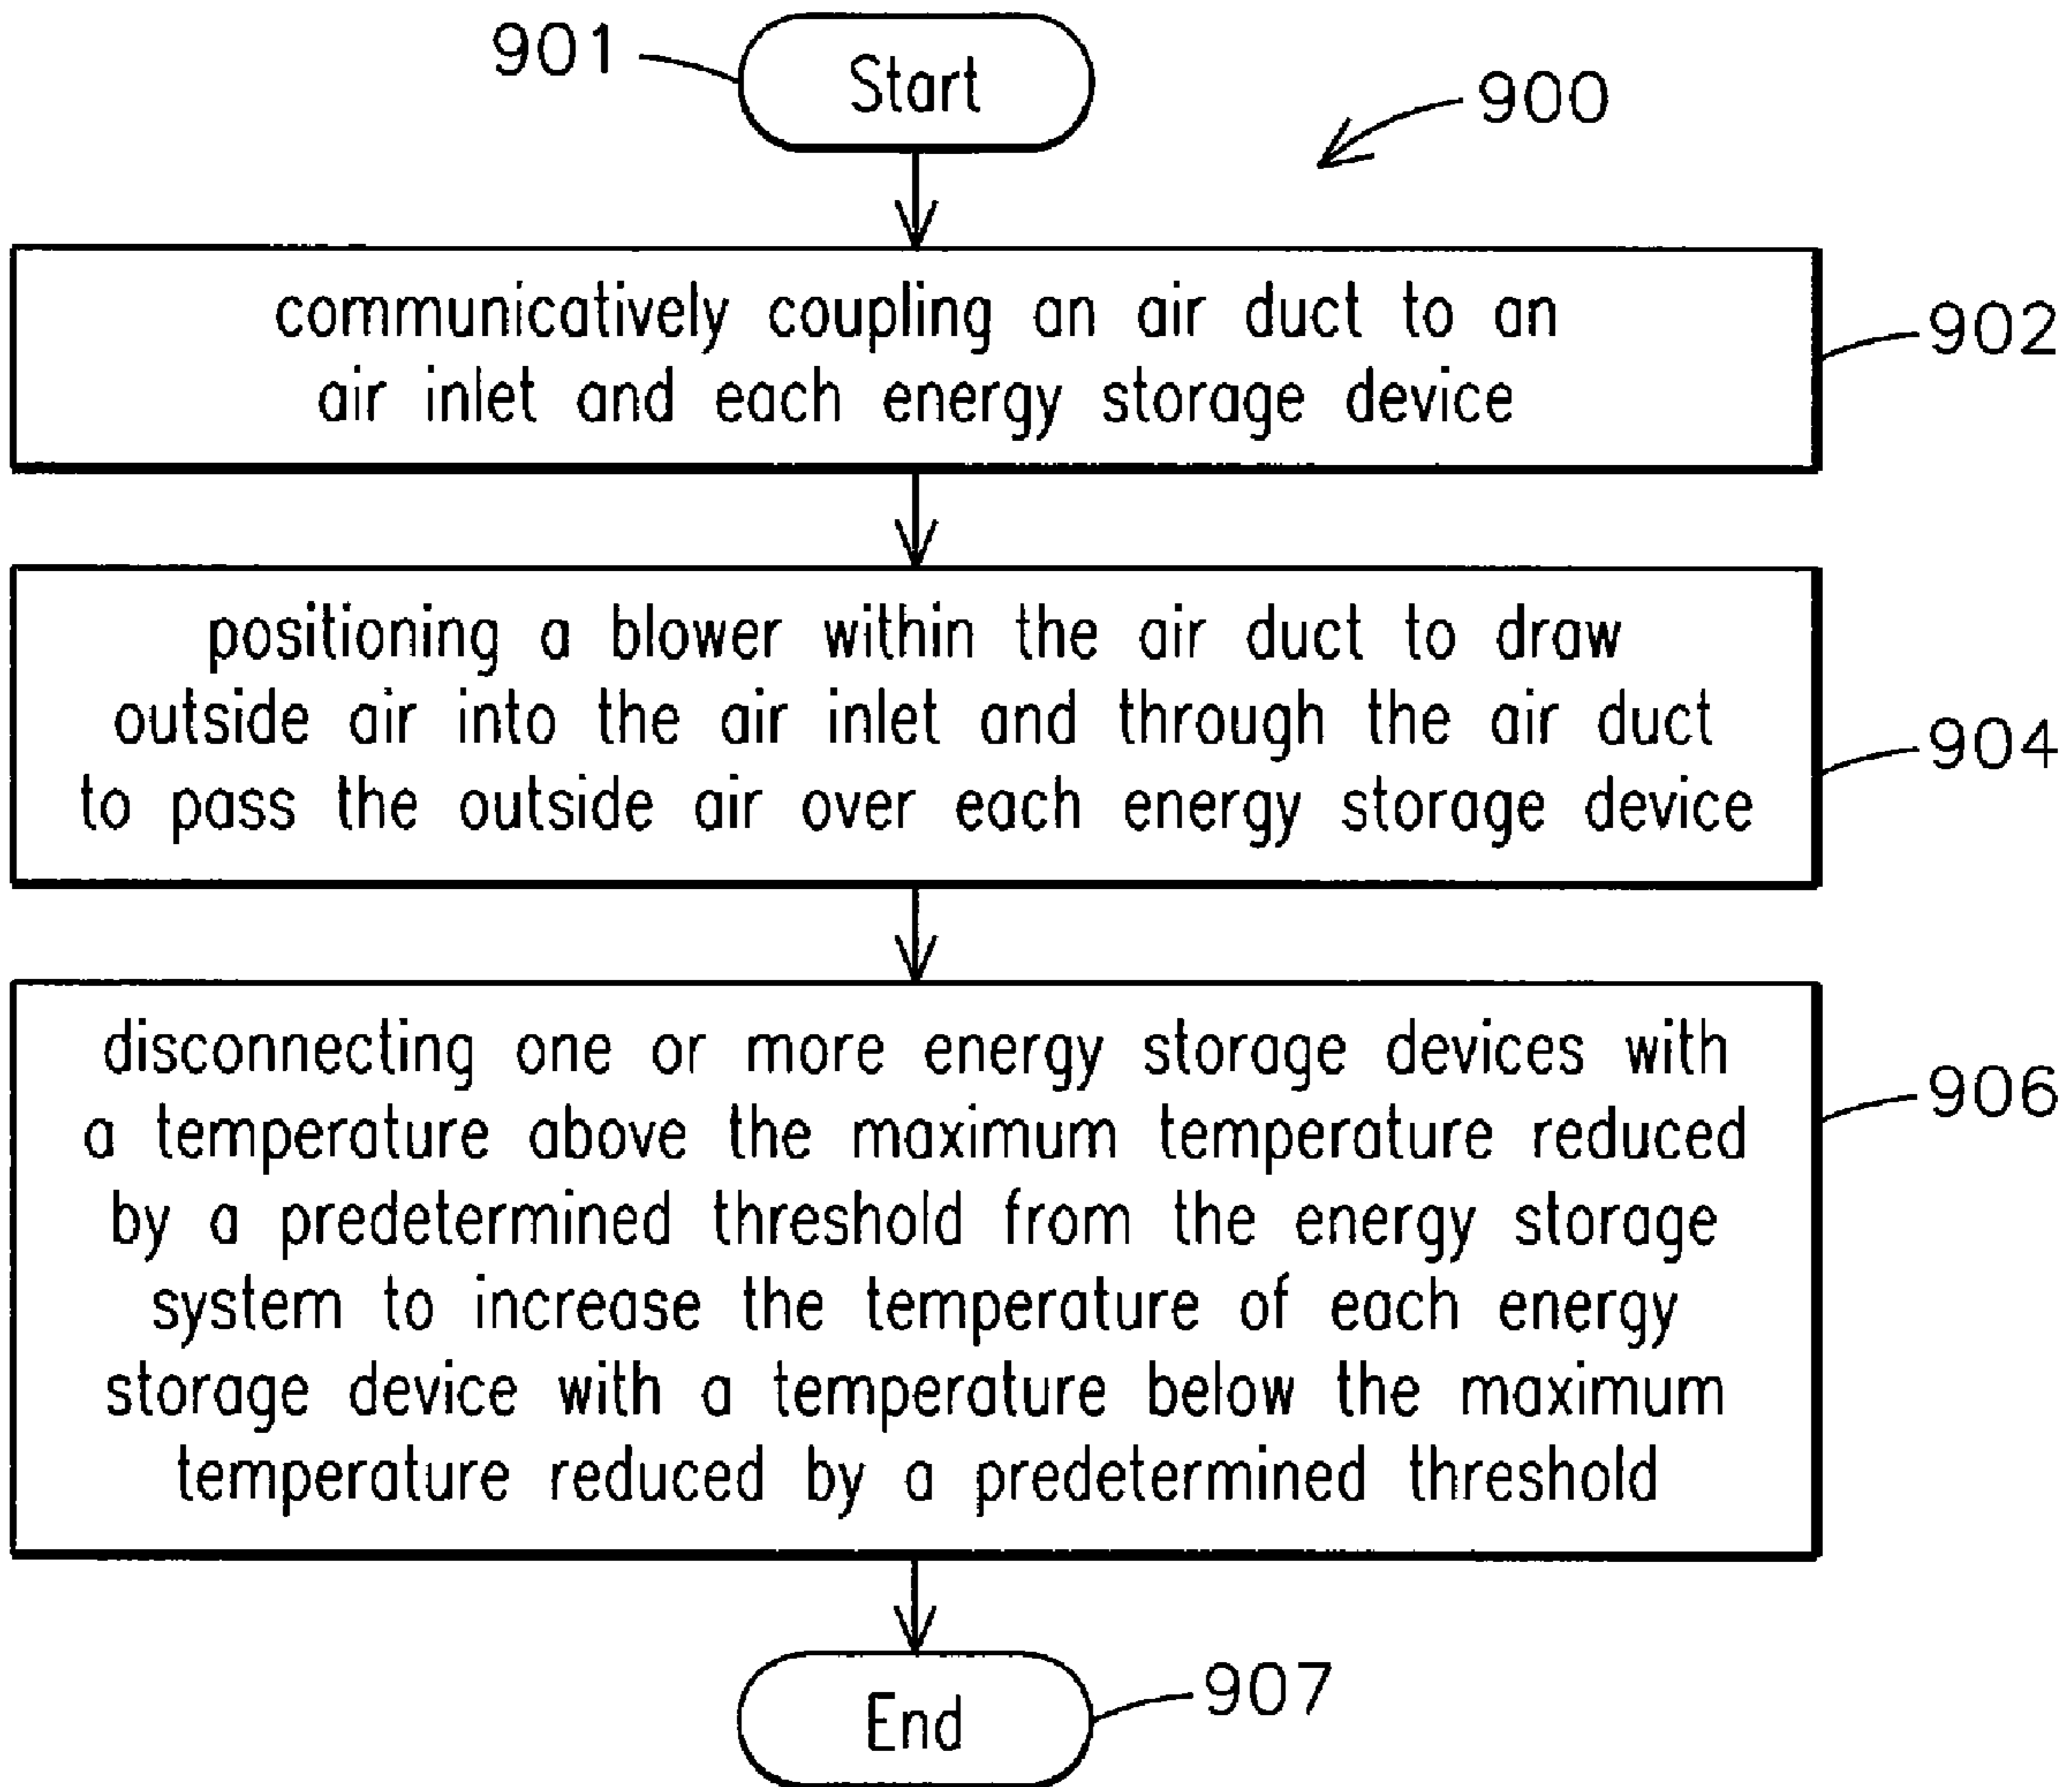 901
Start
900
communicatively coupling an air duct to an
air inlet and each energy storage device
902
positioning a blower within the air duct to draw
outside air into the air inlet and through the air duct
to pass the outside air over each energy storage device
904
disconnecting one or more energy storage devices with
a temperature above the maximum temperature reduced
by a predetermined threshold from the energy storage
system to increase the temperature of each energy
storage device with a temperature below the maximum
temperature reduced by a predetermined threshold
906
End
907